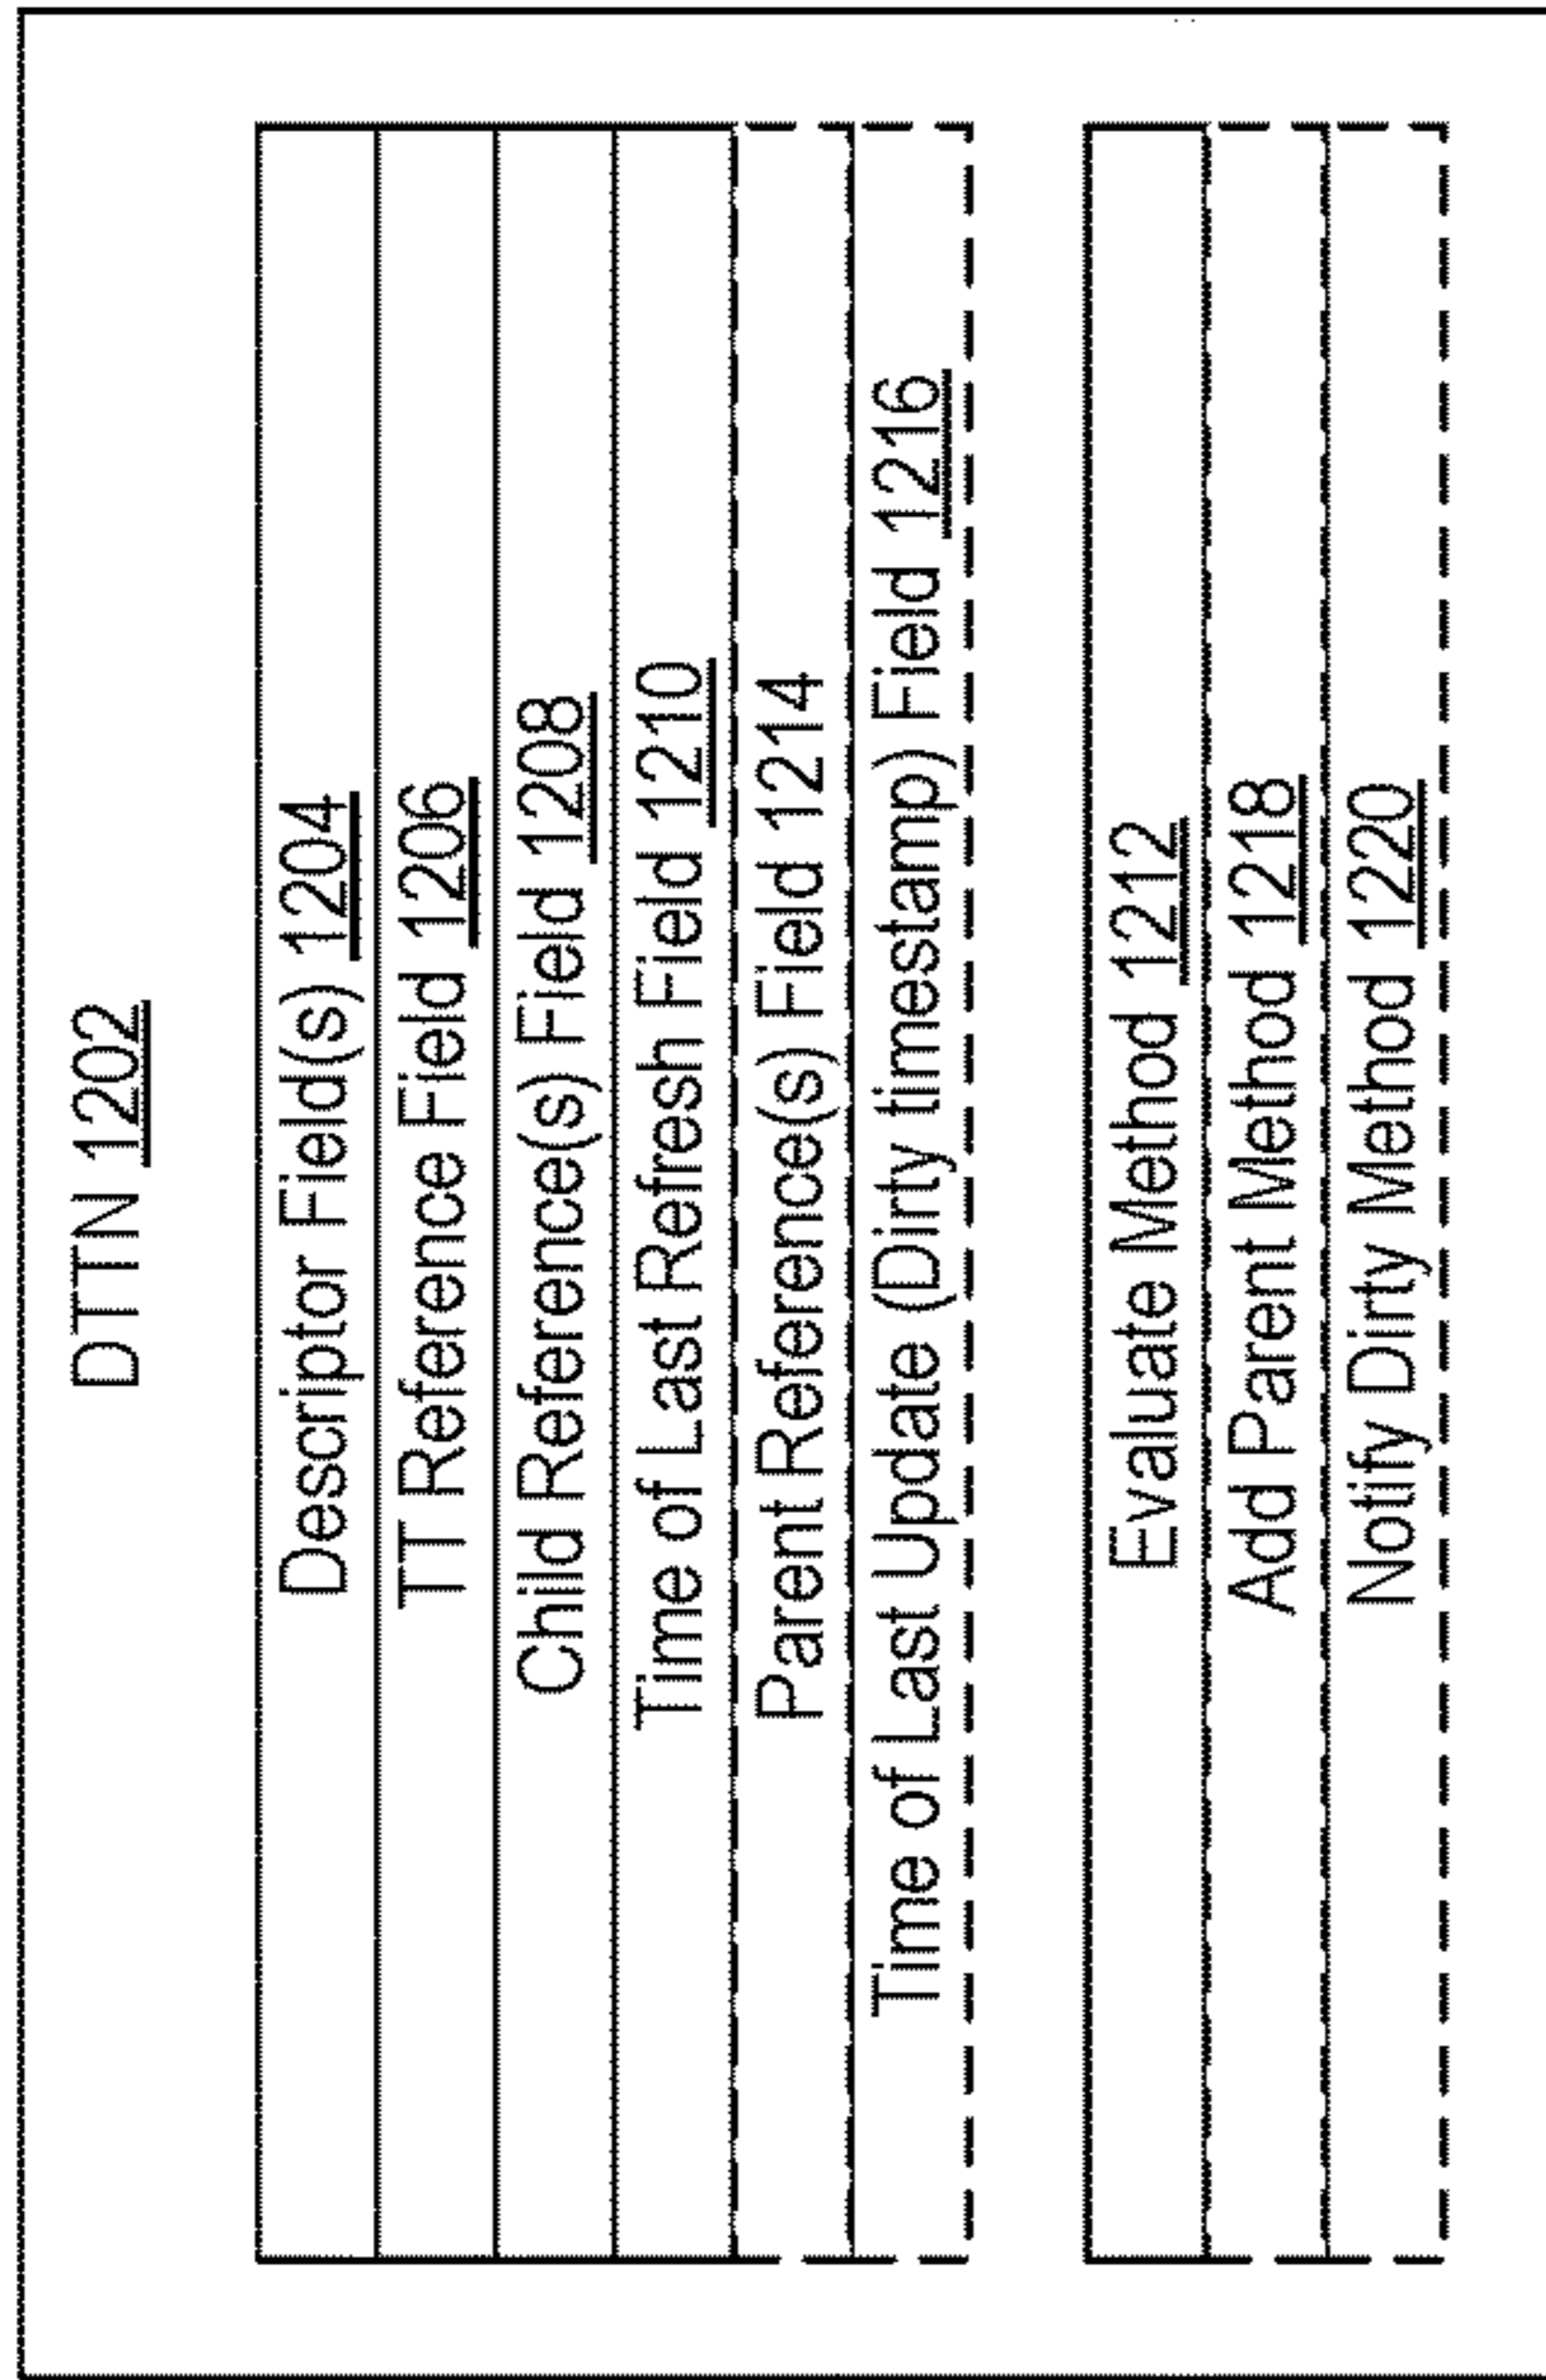 DTTN 1202
Descriptor Field(s) 1204
TT Reference Field 1206
Child Reference(s) Field 1208
Time of Last Refresh Field 1210
Parent Reference(s) Field 1214
Time of Last Update (Dirty timestamp) Field 1216
Evaluate Method 1212
Add Parent Method 1218
Notify Dirty Method 1220